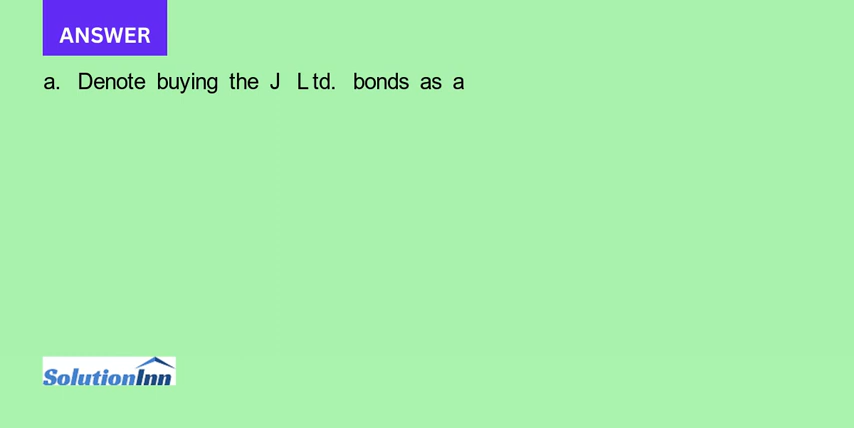 ANSWER
a. Denote buying the J Ltd. bonds as a
SolutionInn